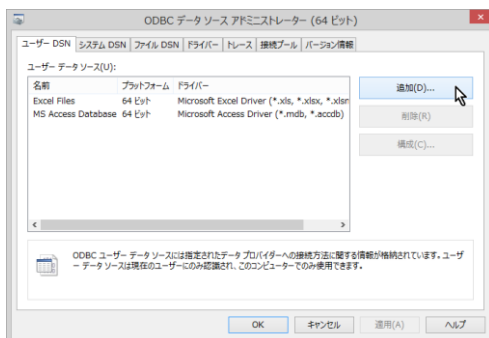 ODBC データ ソース アドミニストレーター (64 ビット)
ユーザー DSN システム DSN ファイル DSN ドライバー トレース 接続プール バージョン情報
ユーザー データ ソース(U):
名前 プラットフォーム ドライバー
Excel Files 64 ビット Microsoft Excel Driver (*.xls, *.xlsx, *.xlsm
MS Access Database 64 ビット Microsoft Access Driver (*.mdb, *.accdb)
追加(D)...
削除(R)
構成(C)...
ODBC ユーザー データ ソースには指定されたデータ プロバイダーへの接続方法に関する情報が格納されています。ユーザ
ー データ ソースは現在のユーザーにのみ認識され、このコンピューターでのみ使用できます。
OK キャンセル 適用(A) ヘルプ